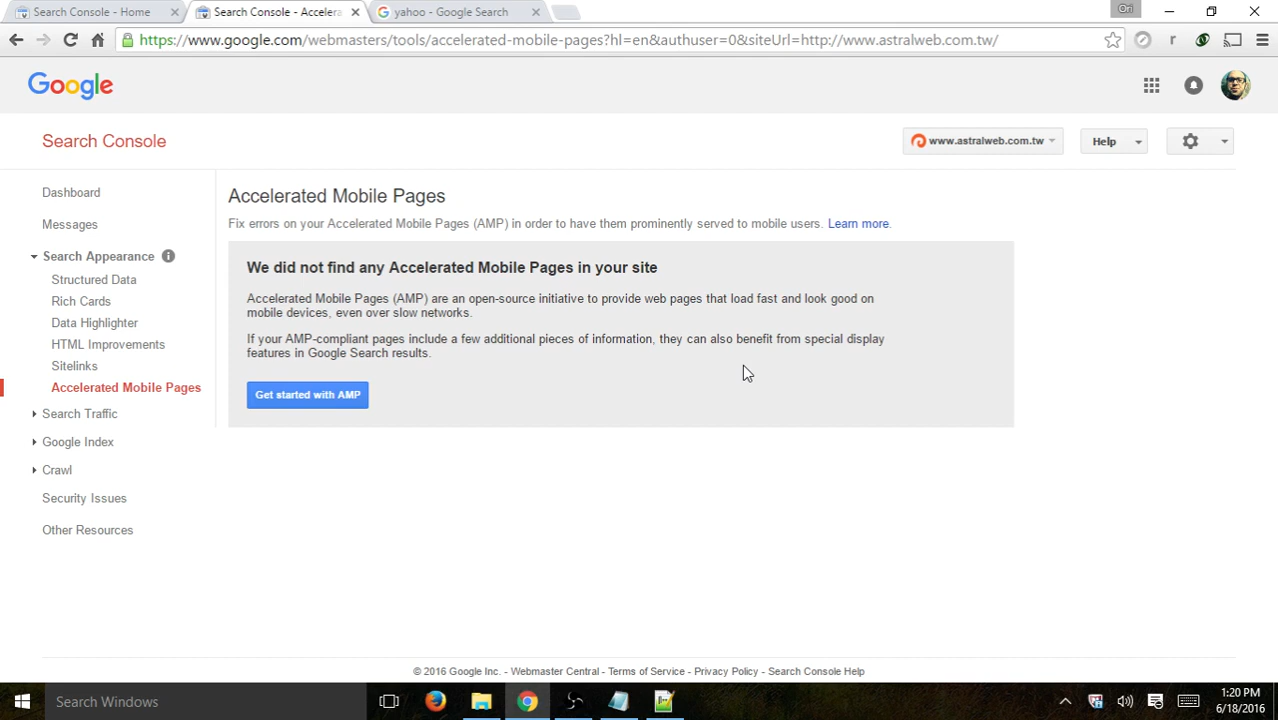 Search Console - Home
Search Console - Accelera
yahoo - Google Search
Ori
https://www.google.com/webmasters/tools/accelerated-mobile-pages?hl=en&authuser=0&siteUrl=http://www.astralweb.com.tw/
r
Google
Search Console
www.astralweb.com.tw
Help
Dashboard
Messages
Search Appearance
Structured Data
Rich Cards
Data Highlighter
HTML Improvements
Sitelinks
Accelerated Mobile Pages
Search Traffic
Google Index
Crawl
Security Issues
Other Resources
Accelerated Mobile Pages
Fix errors on your Accelerated Mobile Pages (AMP) in order to have them prominently served to mobile users. Learn more.
We did not find any Accelerated Mobile Pages in your site
Accelerated Mobile Pages (AMP) are an open-source initiative to provide web pages that load fast and look good on
mobile devices, even over slow networks.
If your AMP-compliant pages include a few additional pieces of information, they can also benefit from special display
features in Google Search results.
Get started with AMP
© 2016 Google Inc. - Webmaster Central - Terms of Service - Privacy Policy - Search Console Help
Search Windows
1:20 PM
6/18/2016